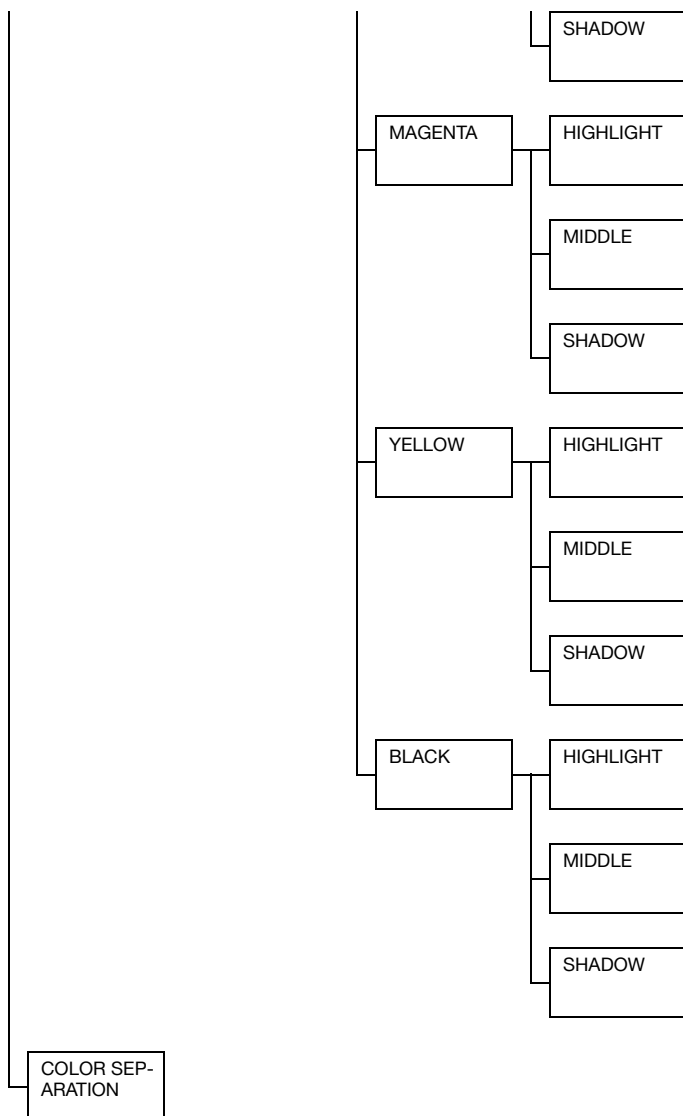 SHADOW
MAGENTA
HIGHLIGHT
MIDDLE
SHADOW
YELLOW
HIGHLIGHT
MIDDLE
SHADOW
BLACK
HIGHLIGHT
MIDDLE
SHADOW
COLOR SEP-
ARATION